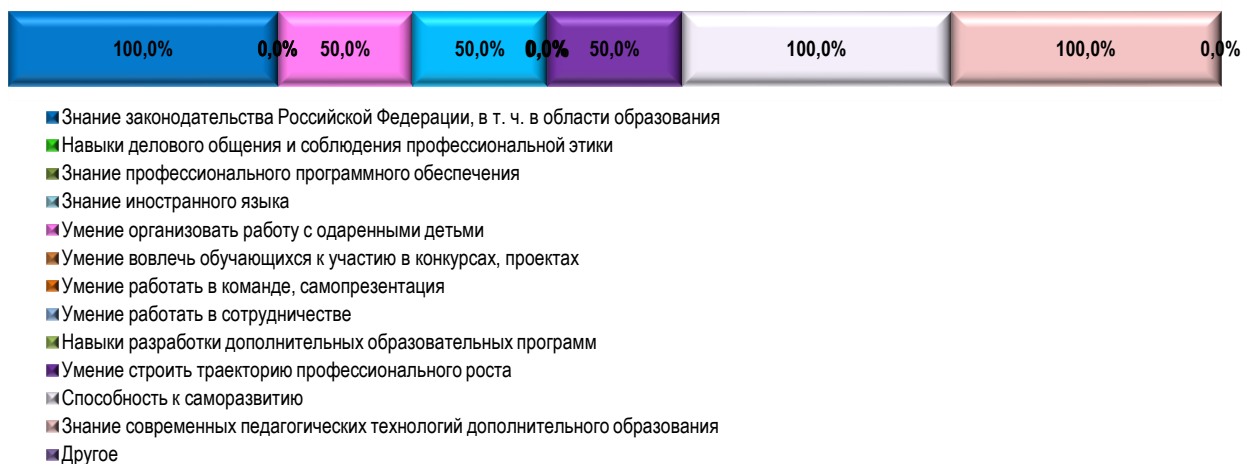 100,0% 0,0% 50,0% 50,0% 0,0% 50,0% 100,0% 100,0% 0,0%
Знание законодательства Российской Федерации, в т. ч. в области образования
Навыки делового общения и соблюдения профессиональной этики
Знание профессионального программного обеспечения
Знание иностранного языка
Умение организовать работу с одаренными детьми
Умение вовлечь обучающихся к участию в конкурсах, проектах
Умение работать в команде, самопрезентация
Умение работать в сотрудничестве
Навыки разработки дополнительных образовательных программ
Умение строить траекторию профессионального роста
Способность к саморазвитию
Знание современных педагогических технологий дополнительного образования
Другое